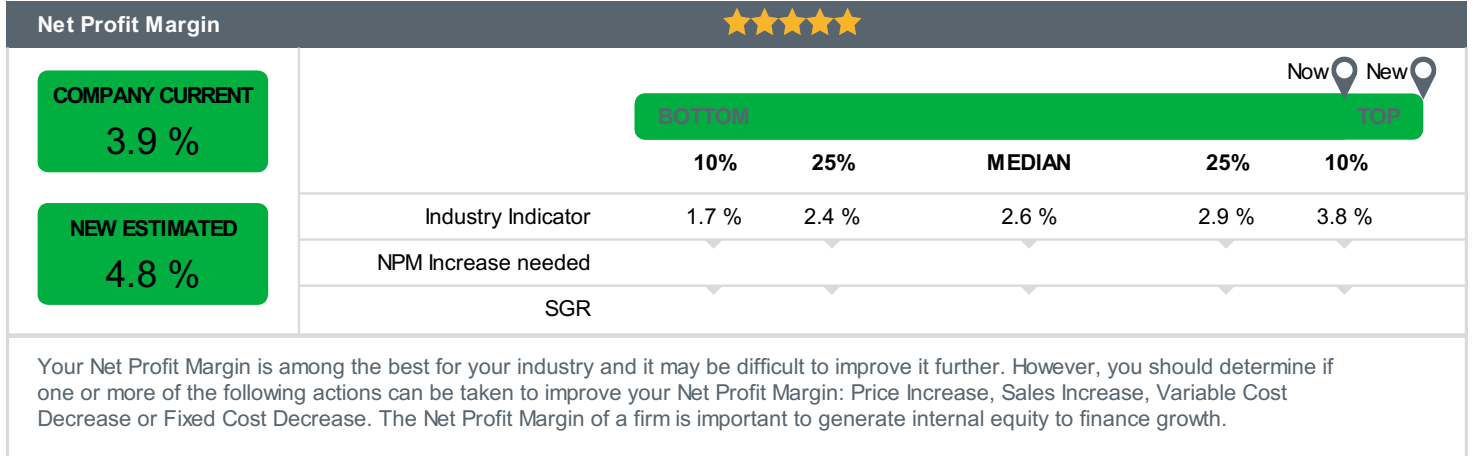 Net Profit Margin
COMPANY CURRENT
3.9 %
NEW ESTIMATED
4.8 %
Now New
BOTTOM TOP
10% 25% MEDIAN 25% 10%
Industry Indicator 1.7 % 2.4 % 2.6 % 2.9 % 3.8 %
NPM Increase needed
SGR
Your Net Profit Margin is among the best for your industry and it may be difficult to improve it further. However, you should determine if
one or more of the following actions can be taken to improve your Net Profit Margin: Price Increase, Sales Increase, Variable Cost
Decrease or Fixed Cost Decrease. The Net Profit Margin of a firm is important to generate internal equity to finance growth.